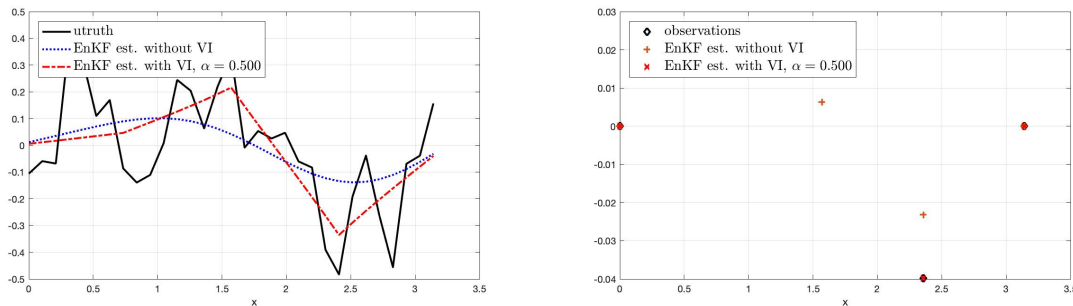 0.5
0.4
0.3
0.2
0.1
0
-0.1
-0.2
-0.3
-0.4
-0.5
utruth
EnKF est. without VI
EnKF est. with VI, α = 0.500
0 0.5 1 1.5 2 2.5 3 3.5
x
0.03
0.02
0.01
0
-0.01
-0.02
-0.03
-0.04
observations
EnKF est. without VI
EnKF est. with VI, α = 0.500
0 0.5 1 1.5 2 2.5 3 3.5
x